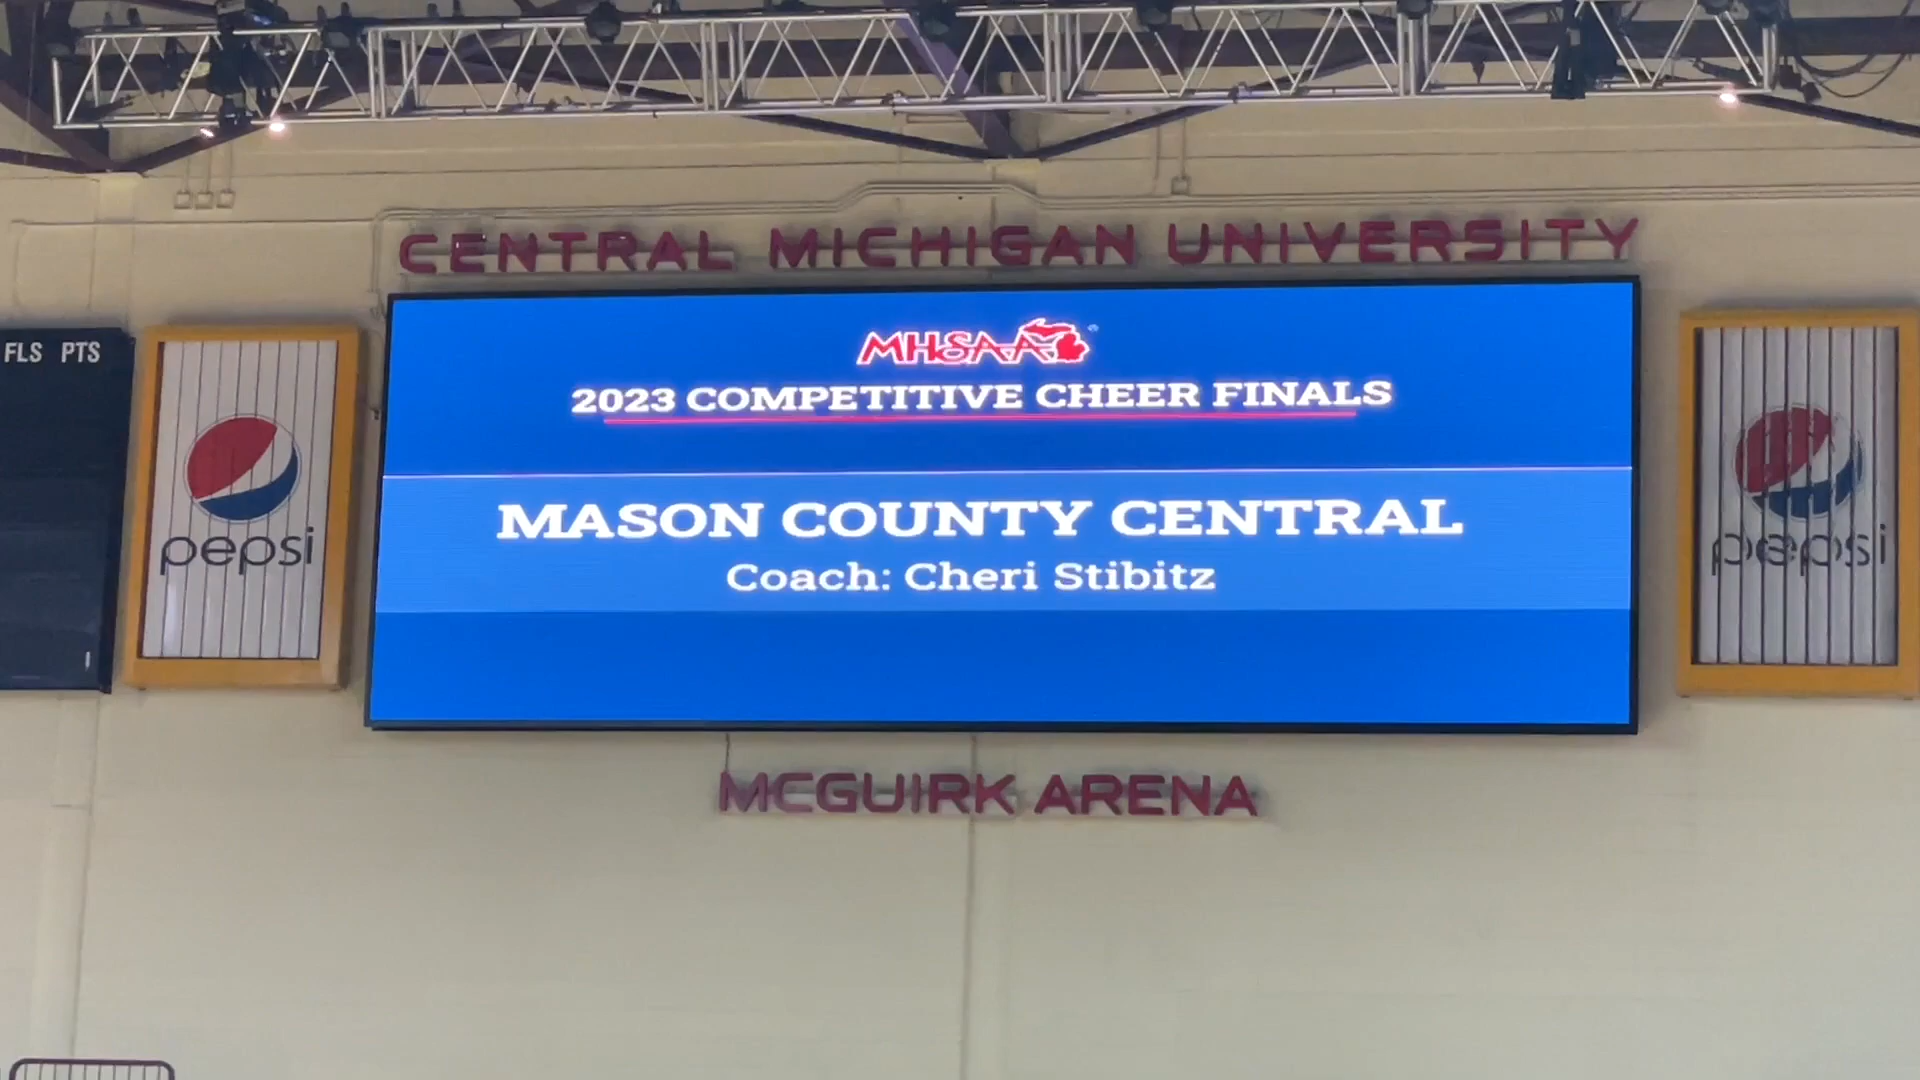 CENTRAL MICHIGAN UNIVERSITY
FLS PTS
pepsi
MHSAA®
2023 COMPETITIVE CHEER FINALS
MASON COUNTY CENTRAL
Coach: Cheri Stibitz
pepsi
MCGUIRK ARENA